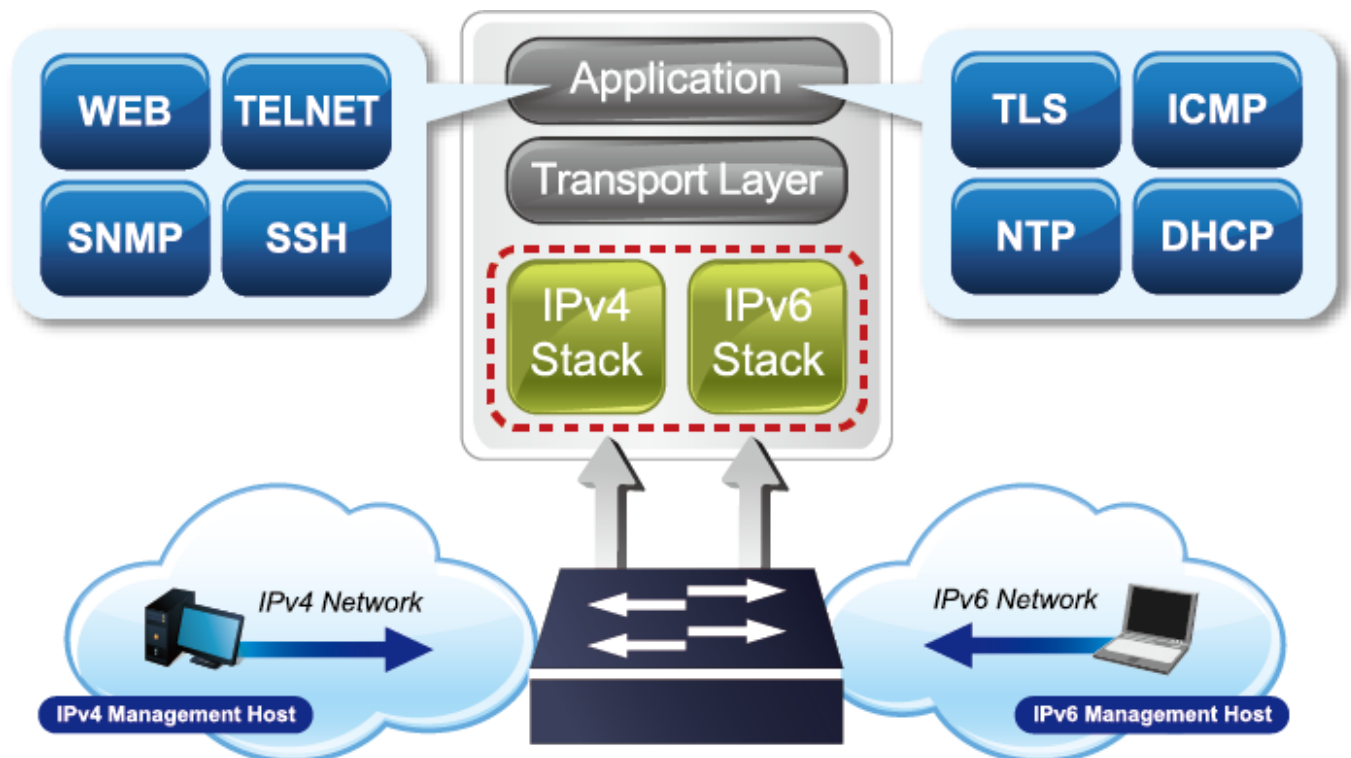 WEB
TELNET
SNMP
SSH
Application
Transport Layer
IPv4
Stack
IPv6
Stack
TLS
ICMP
NTP
DHCP
IPv4 Network
IPv4 Management Host
IPv6 Network
IPv6 Management Host